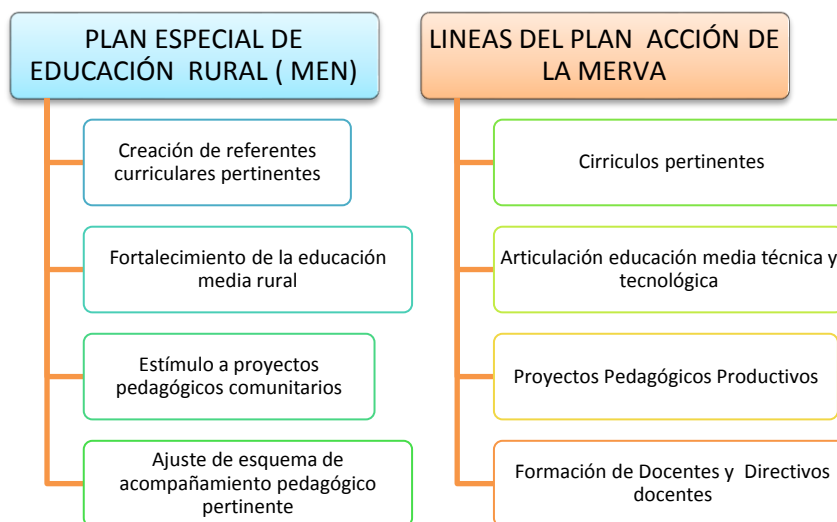 PLAN ESPECIAL DE
EDUCACIÓN RURAL ( MEN)
Creación de referentes
curriculares pertinentes
Fortalecimiento de la educación
media rural
Estímulo a proyectos
pedagógicos comunitarios
Ajuste de esquema de
acompañamiento pedagógico
pertinente
LINEAS DEL PLAN ACCIÓN DE
LA MERVA
Cirriculos pertinentes
Articulación educación media técnica y
tecnológica
Proyectos Pedagógicos Productivos
Formación de Docentes y Directivos
docentes